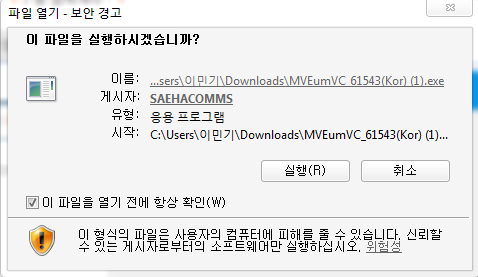 파일 열기 - 보안 경고
이 파일을 실행하시겠습니까?
이름: ...sers\이민기\Downloads\MVEumVC_61543(Kor) (1).exe
게시자: SAEHACOMMS
유형: 응용 프로그램
시작: C:\Users\이민기\Downloads\MVEumVC_61543(Kor) (1)...
실행(R) 취소
이 파일을 열기 전에 항상 확인(W)
이 형식의 파일은 사용자의 컴퓨터에 피해를 줄 수 있습니다. 신뢰할
수 있는 게시자로부터의 소프트웨어만 실행하십시오. 위험성